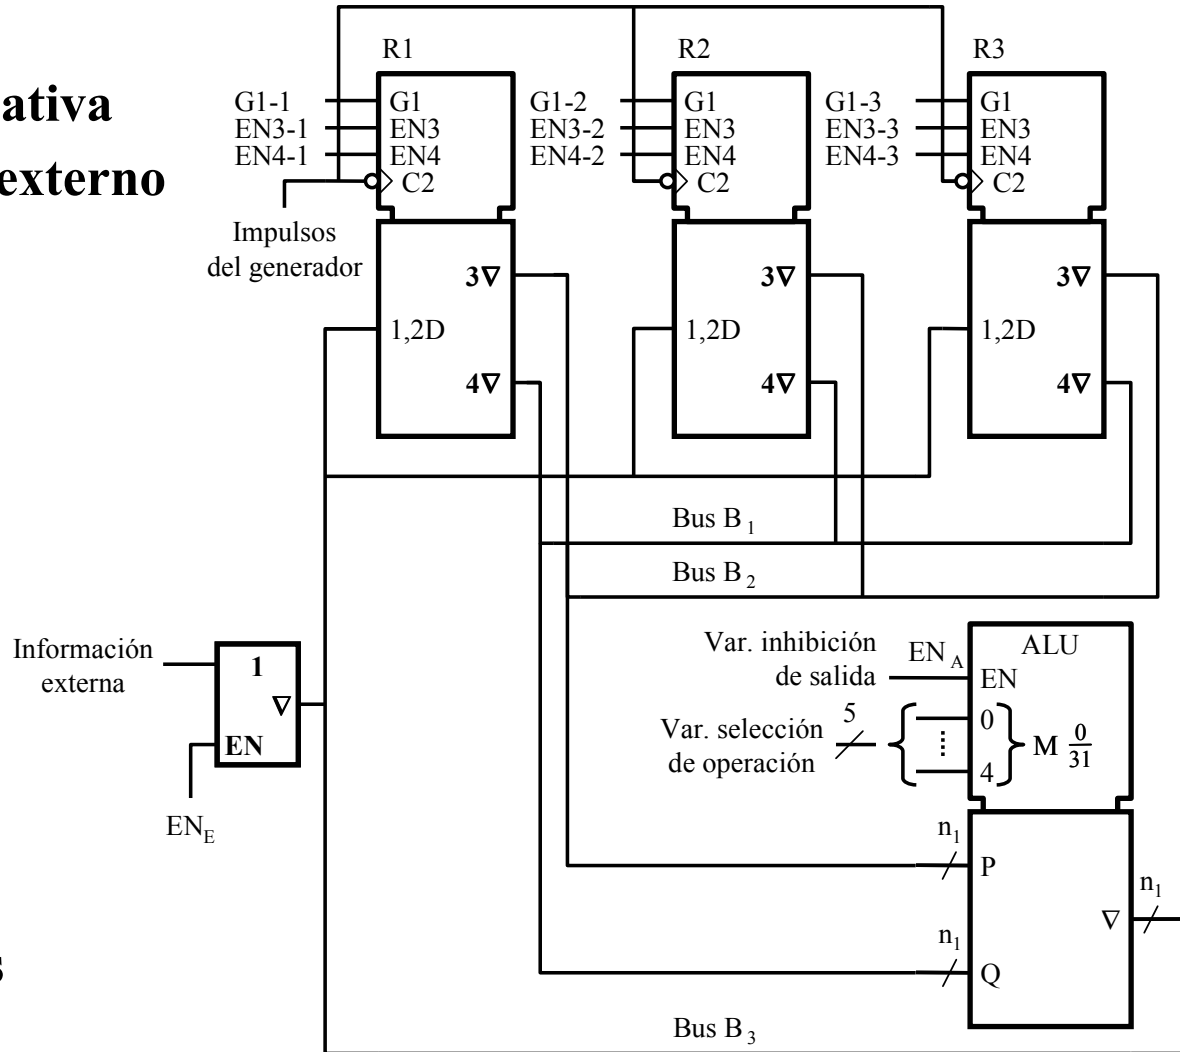 ativa
externo
R1
R2
R3
G1-1
EN3-1
EN4-1
G1
EN3
EN4
C2
G1-2
EN3-2
EN4-2
G1
EN3
EN4
C2
G1-3
EN3-3
EN4-3
G1
EN3
EN4
C2
Impulsos
del generador
3∇
1,2D
4∇
3∇
1,2D
4∇
3∇
1,2D
4∇
Bus B1
Bus B2
Información
externa
1
∇
EN
ENE
Var. inhibición
de salida
ENA
ALU
EN
Var. selección
de operación
5
0
4
M 0/31
n1
P
n1
∇
n1
Q
s
Bus B3